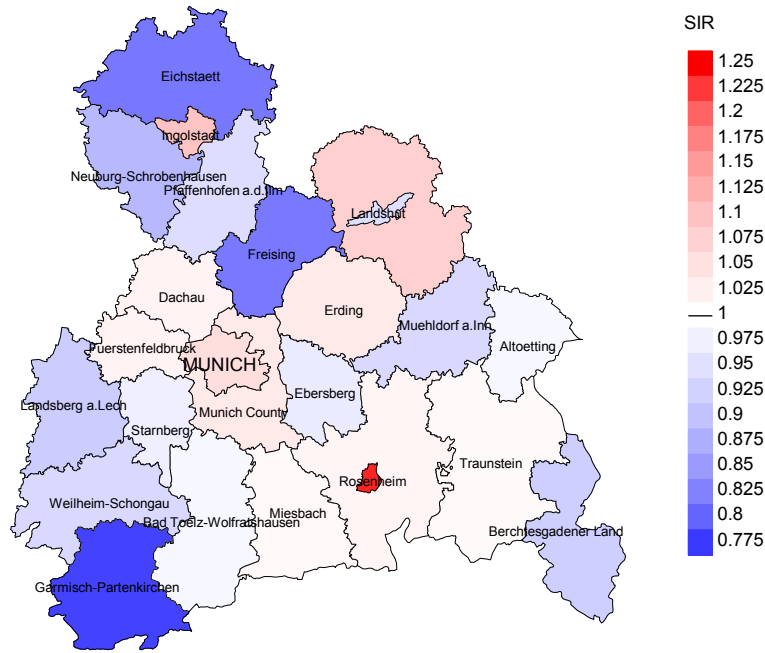 SIR
Eichstaett
Ingolstadt
Neuburg-Schrobenhausen
Pfaffenhofen a.d.Ilm
Landshut
Freising
Dachau
Erding
Muehldorf a.Inn
Altoetting
Fuerstenfeldbruck
MUNICH
Ebersberg
Landsberg a.Lech
Munich County
Starnberg
Traunstein
Rosenheim
Weilheim-Schongau
Miesbach
Bad Toelz-Wolfratshausen
Berchtesgadener Land
Garmisch-Partenkirchen
1.25
1.225
1.2
1.175
1.15
1.125
1.1
1.075
1.05
1.025
1
0.975
0.95
0.925
0.9
0.875
0.85
0.825
0.8
0.775